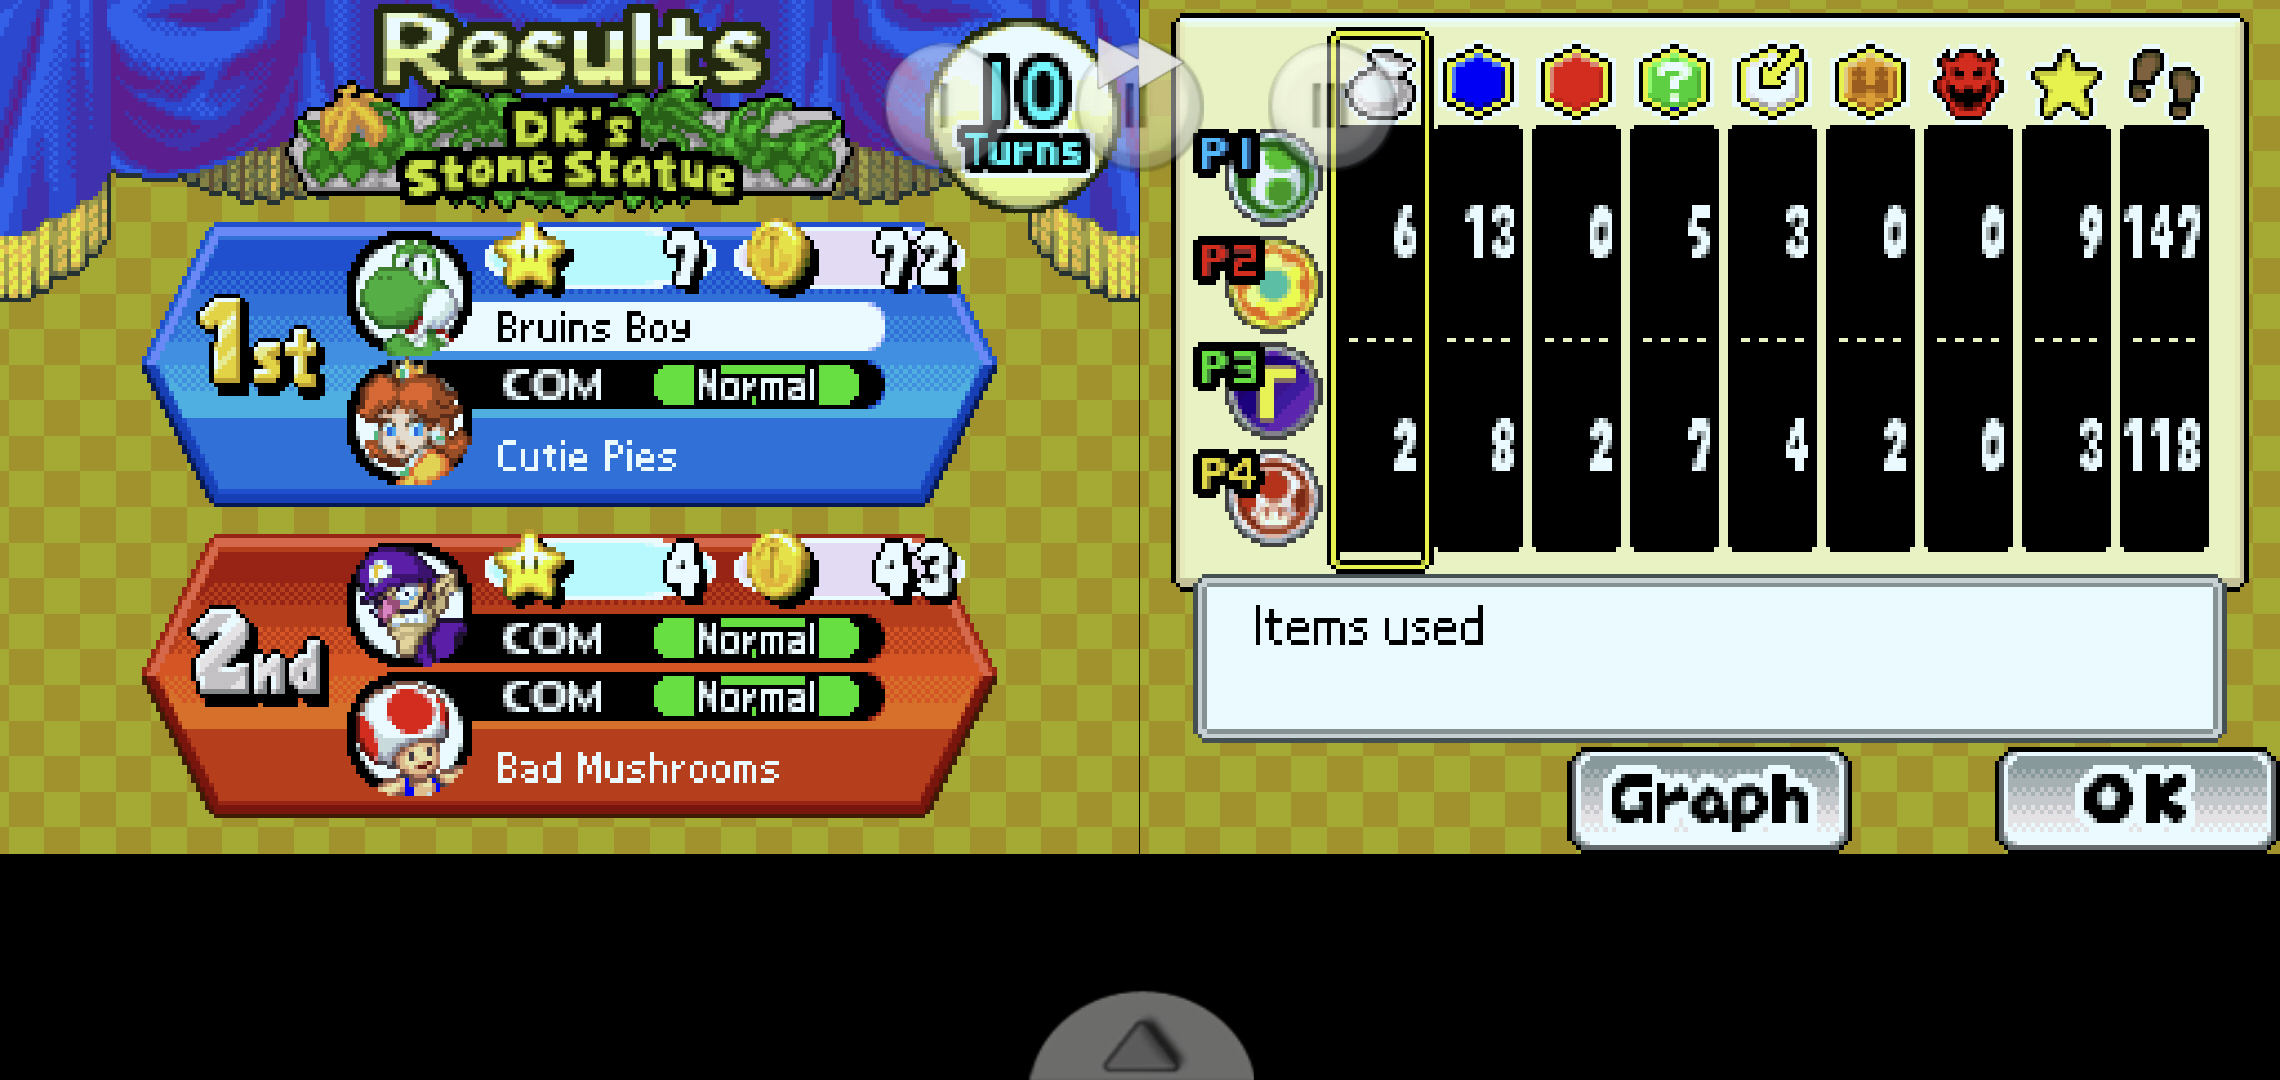 Results
DK's
Stone Statue
10
Turns
1st
7 72
Bruins Boy
COM Normal
Cutie Pies
2nd
4 43
COM Normal
COM Normal
Bad Mushrooms
I II III
?
P1
P2
P3
P4
6 13 0 5 3 0 0 9 147
2 8 2 7 4 2 0 3 118
Items used
Graph OK